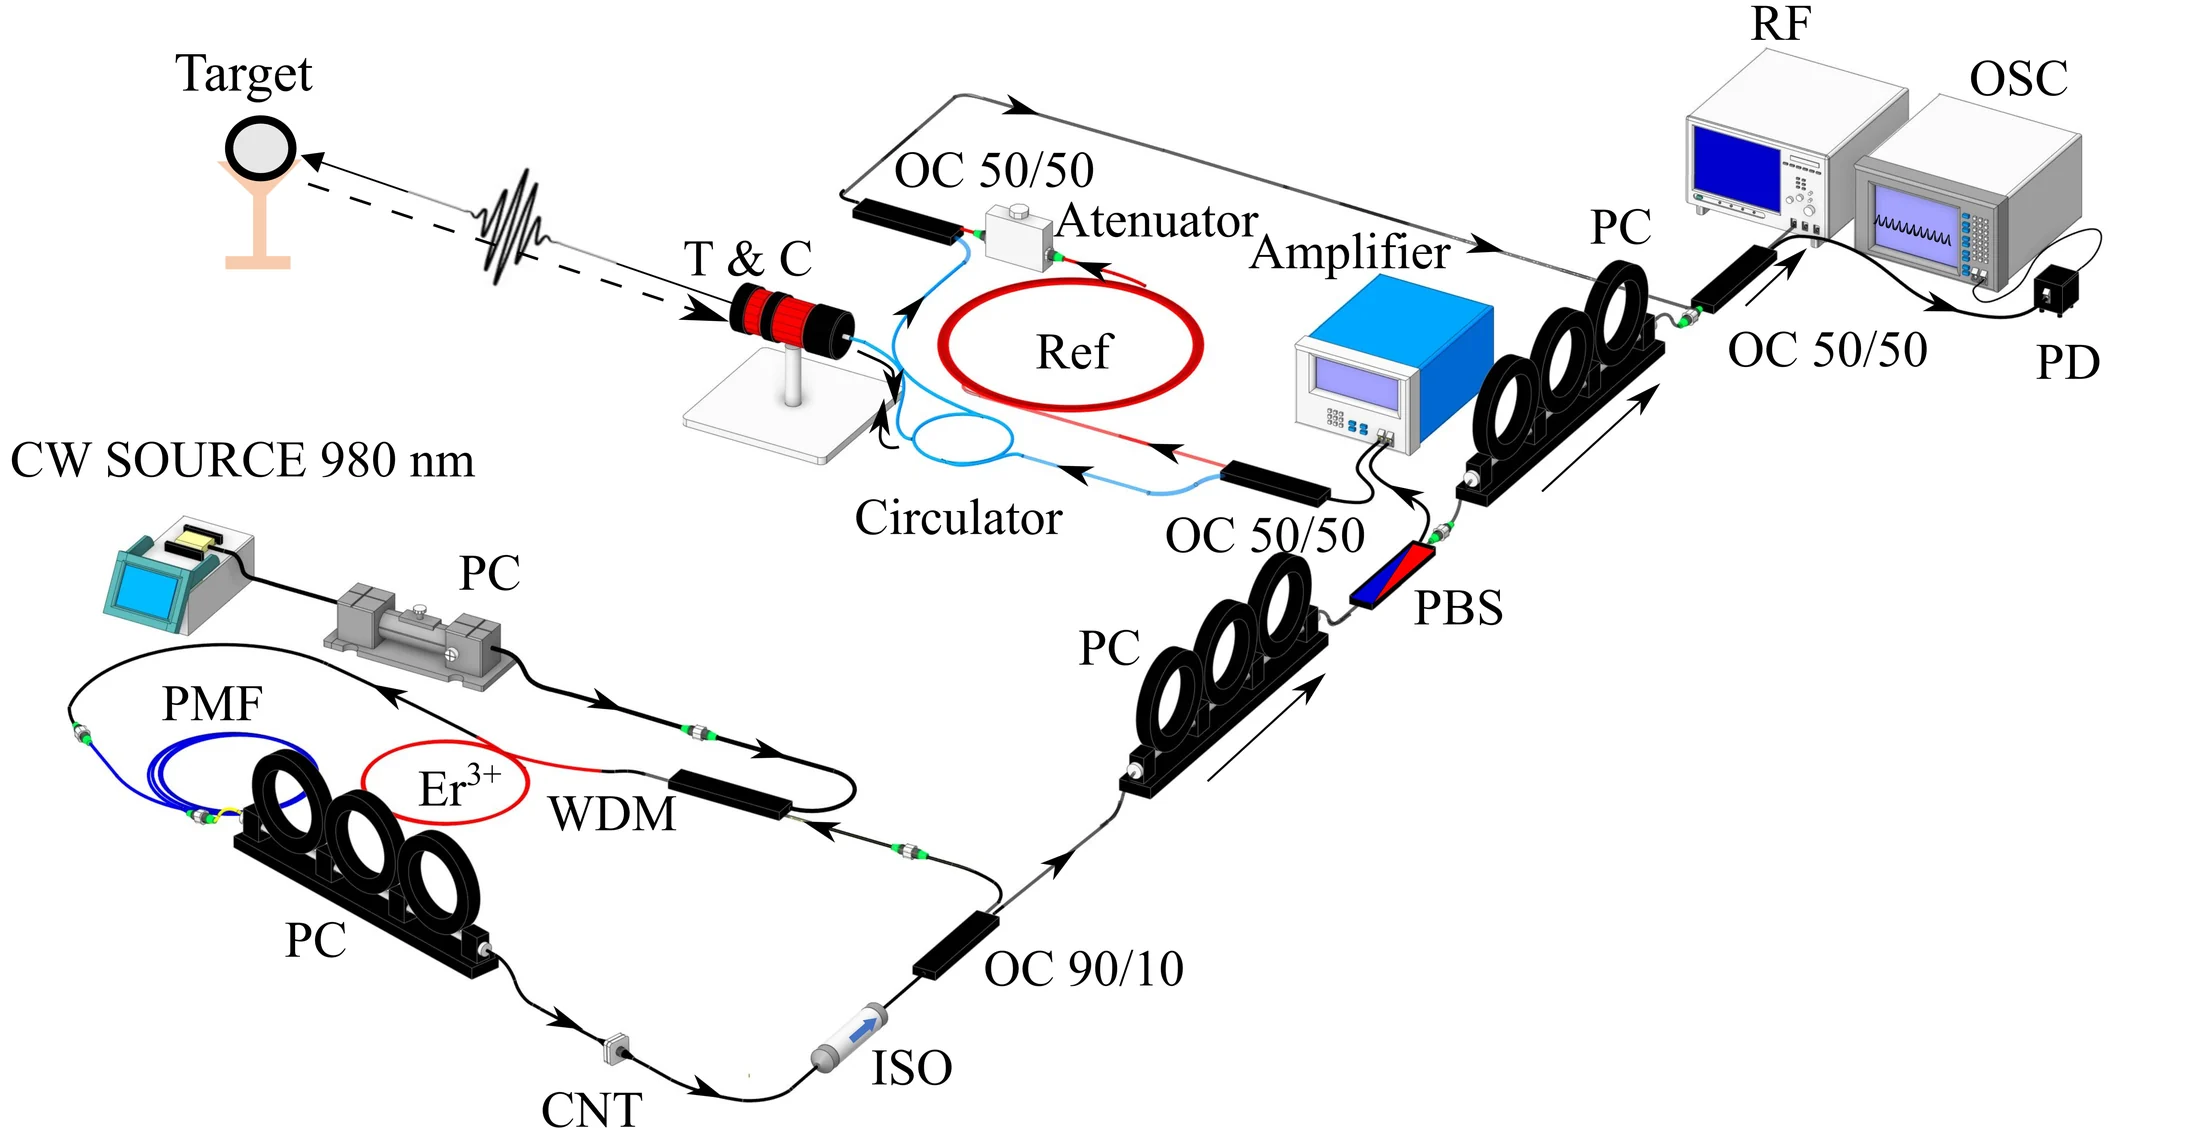 RF
Target
OSC
OC 50/50
Atenuator
PC
T & C
Amplifier
Ref
OC 50/50
PD
CW SOURCE 980 nm
Circulator
OC 50/50
PC
PBS
PC
PMF
Er³⁺
WDM
PC
OC 90/10
ISO
CNT